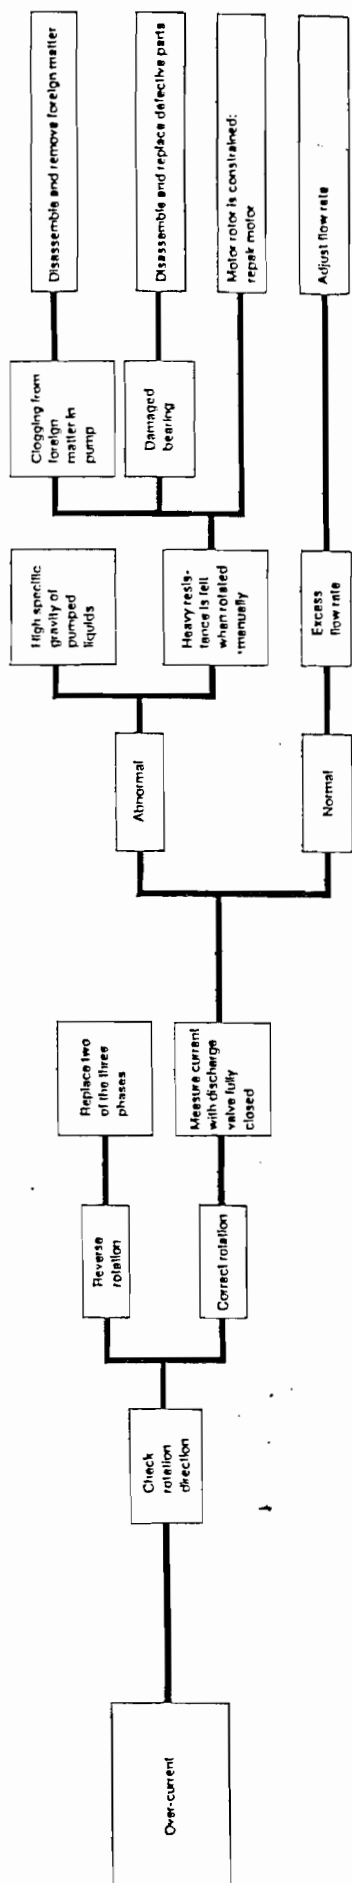 Over-current
Check
rotation
direction
Reverse
rotation
Correct rotation
Replace two
of the three
phases
Measure current
with discharge
valve fully
closed
Abnormal
Normal
High specific
gravity of
pumped
liquids
Heavy resis-
tance is felt
when rotated
manually
Excess
flow rate
Clogging from
foreign
matter in
pump
Damaged
bearing
Disassemble and remove foreign matter
Disassemble and replace defective parts
Motor rotor is constrained:
repair motor
Adjust flow rate